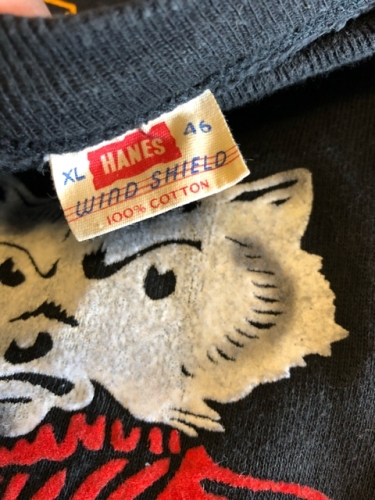 XL HANES 46
WIND SHIELD
100% COTTON